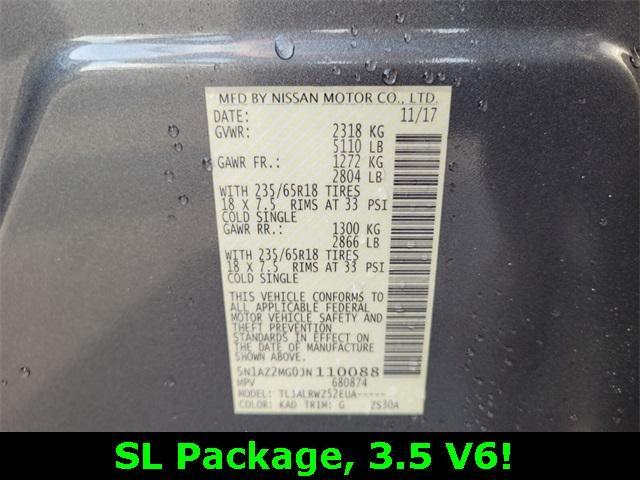 MFD BY NISSAN MOTOR CO., LTD.
DATE: 11/17
GVWR: 2318 KG
5110 LB
GAWR FR.: 1272 KG
2804 LB
WITH 235/65R18 TIRES
18 X 7.5 RIMS AT 33 PSI
COLD SINGLE
GAWR RR.: 1300 KG
2866 LB
WITH 235/65R18 TIRES
18 X 7.5 RIMS AT 33 PSI
COLD SINGLE
THIS VEHICLE CONFORMS TO
ALL APPLICABLE FEDERAL
MOTOR VEHICLE SAFETY AND
THEFT PREVENTION
STANDARDS IN EFFECT ON
THE DATE OF MANUFACTURE
SHOWN ABOVE.
5N1AZ2MG0JN110088
MPV 680874
MODEL: TL1ALRWZ52EUA-----
COLOR: KAD TRIM: G ZS30A
SL Package, 3.5 V6!